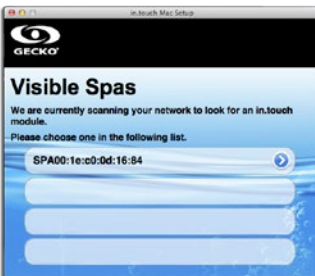 in.touch Mac Setup
GECKO
Visible Spas
We are currently scanning your network to look for an in.touch
module.
Please choose one in the following list.
SPA00:1e:c0:0d:16:84